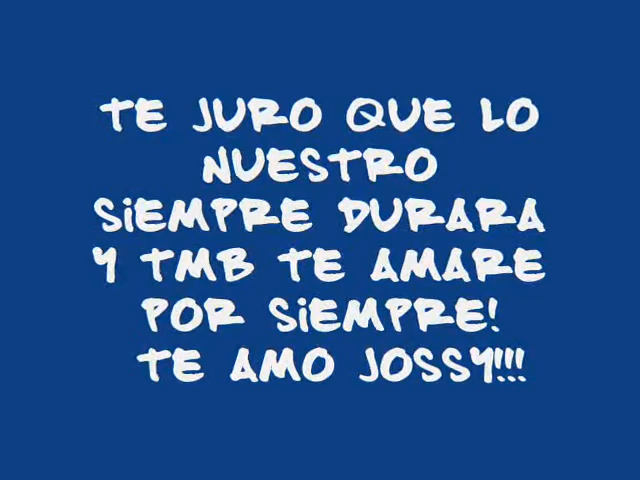 TE JURO QUE LO
NUESTRO
SiEMPRE DURARA
Y TMB TE AMARE
POR SiEMPRE!
TE AMO JOSSY!!!